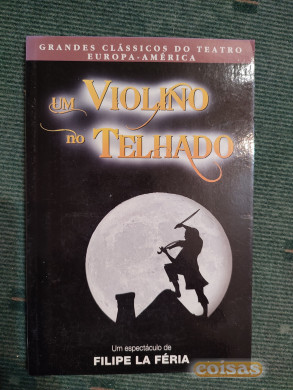 GRANDES CLÁSSICOS DO TEATRO
EUROPA-AMÉRICA
UM VIOLINO
NO TELHADO
Um espectáculo de
FILIPE LA FÉRIA
coisas